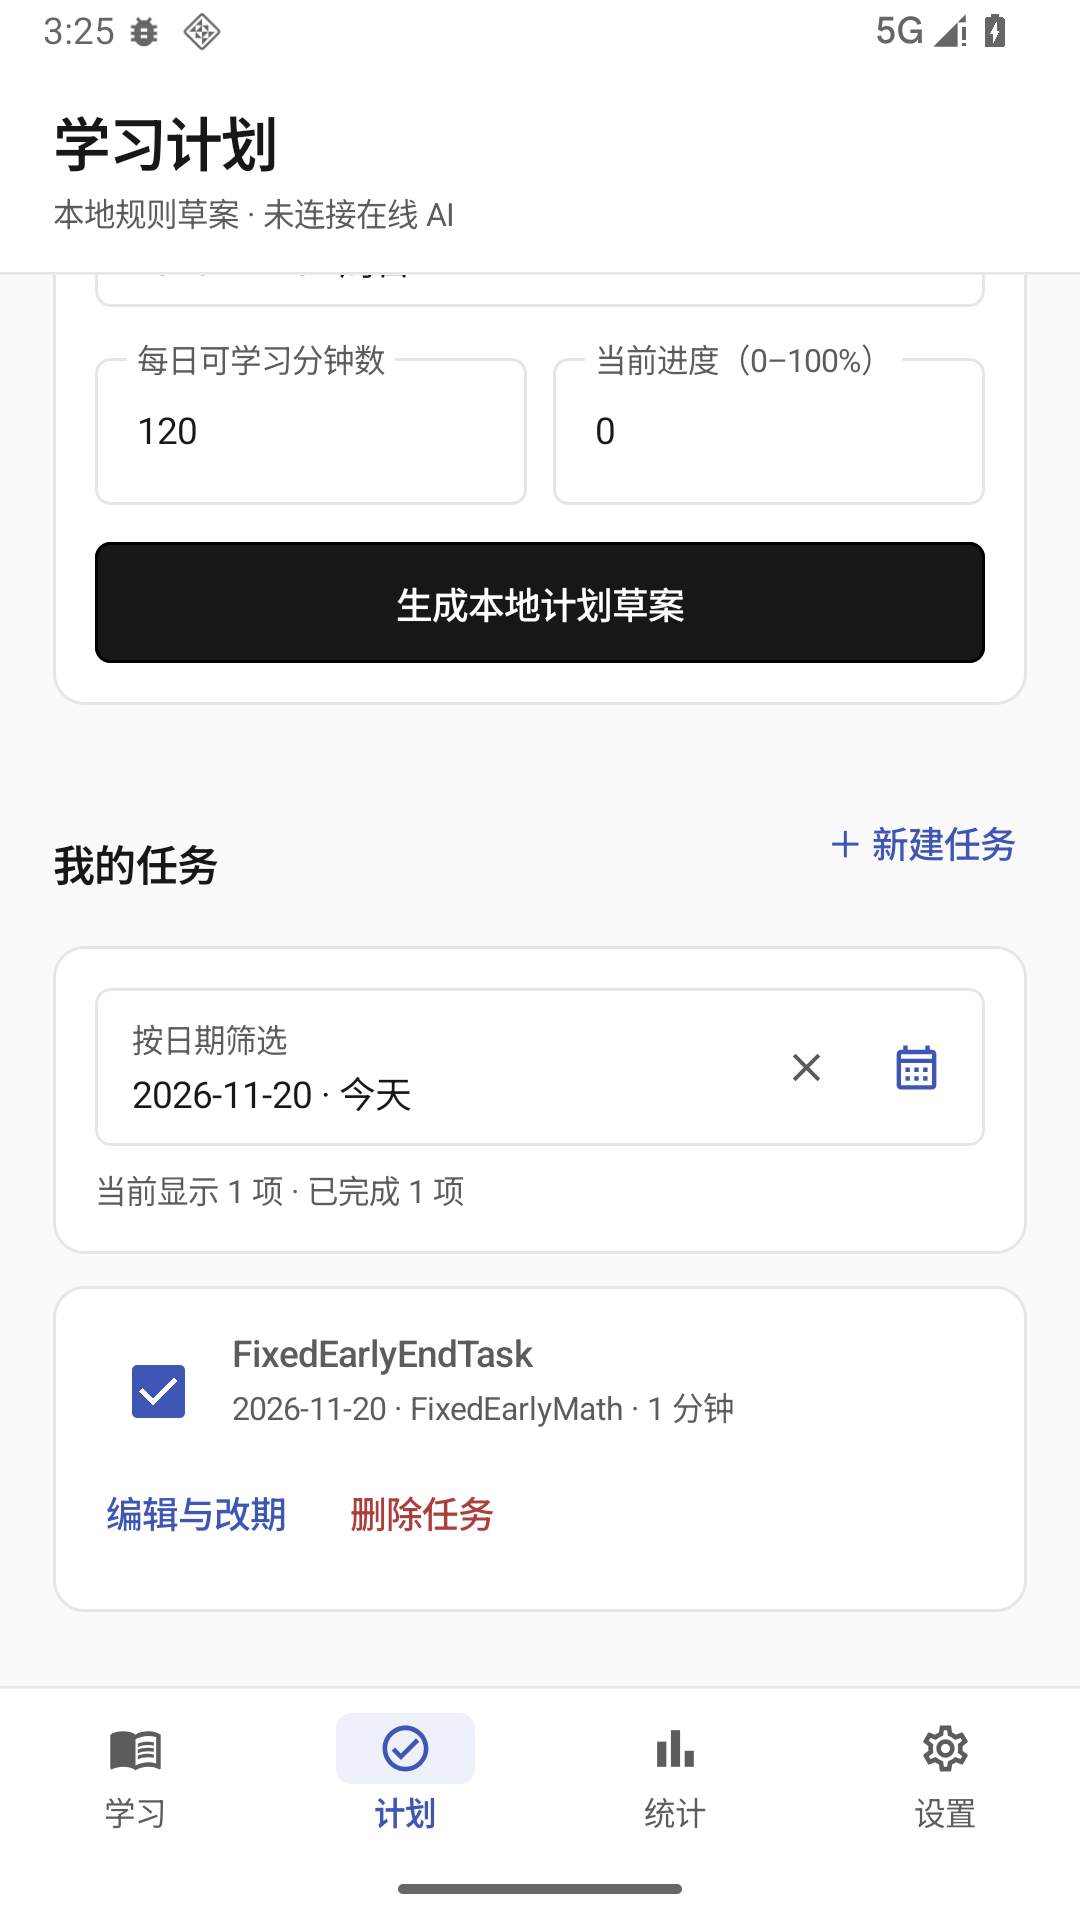 3:25
5G
学习计划
本地规则草案 · 未连接在线 AI
每日可学习分钟数
当前进度（0–100%）
120
0
生成本地计划草案
我的任务
+ 新建任务
按日期筛选
2026-11-20 · 今天
当前显示 1 项 · 已完成 1 项
FixedEarlyEndTask
2026-11-20 · FixedEarlyMath · 1 分钟
编辑与改期
删除任务
学习
计划
统计
设置